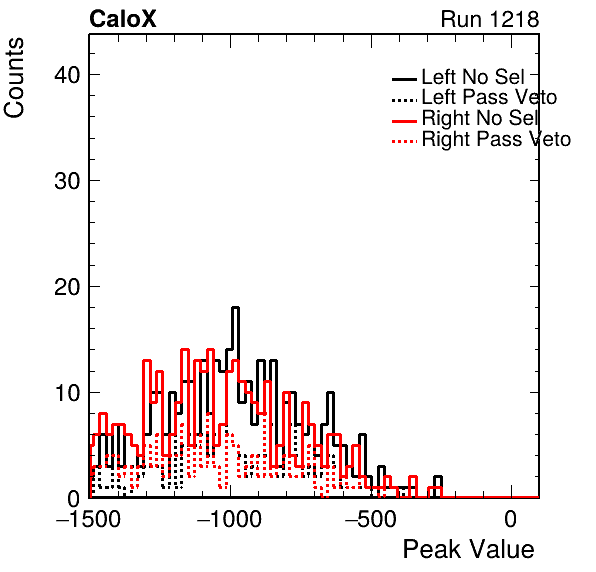 CaloX Run 1218
Counts
40
30
20
10
0
Left No Sel
Left Pass Veto
Right No Sel
Right Pass Veto
−1500 −1000 −500 0
Peak Value